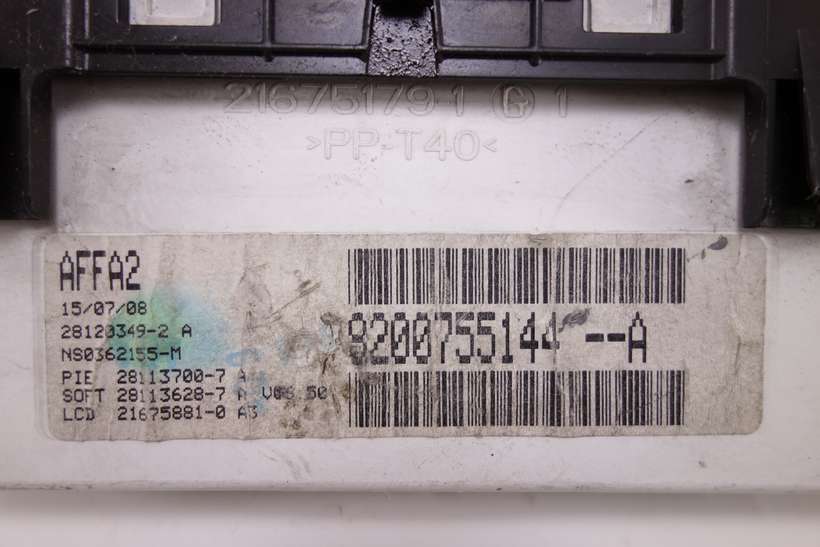 21675179-1 G 1
>PP-T40<
AFFA2
15/07/08
28120349-2 A
NS0362155-M
PIE 28113700-7 A
SOFT 28113628-7 A V06 50
LCD 21675881-0 A3
8200755144 --A